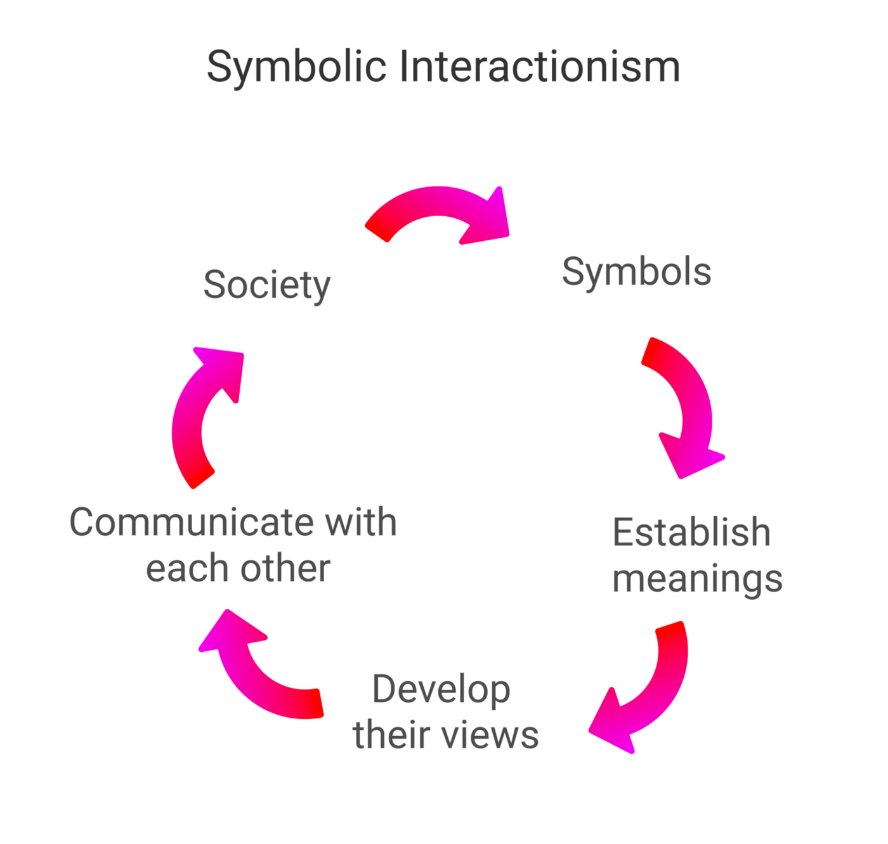 Symbolic Interactionism
Society
Symbols
Establish
meanings
Develop
their views
Communicate with
each other